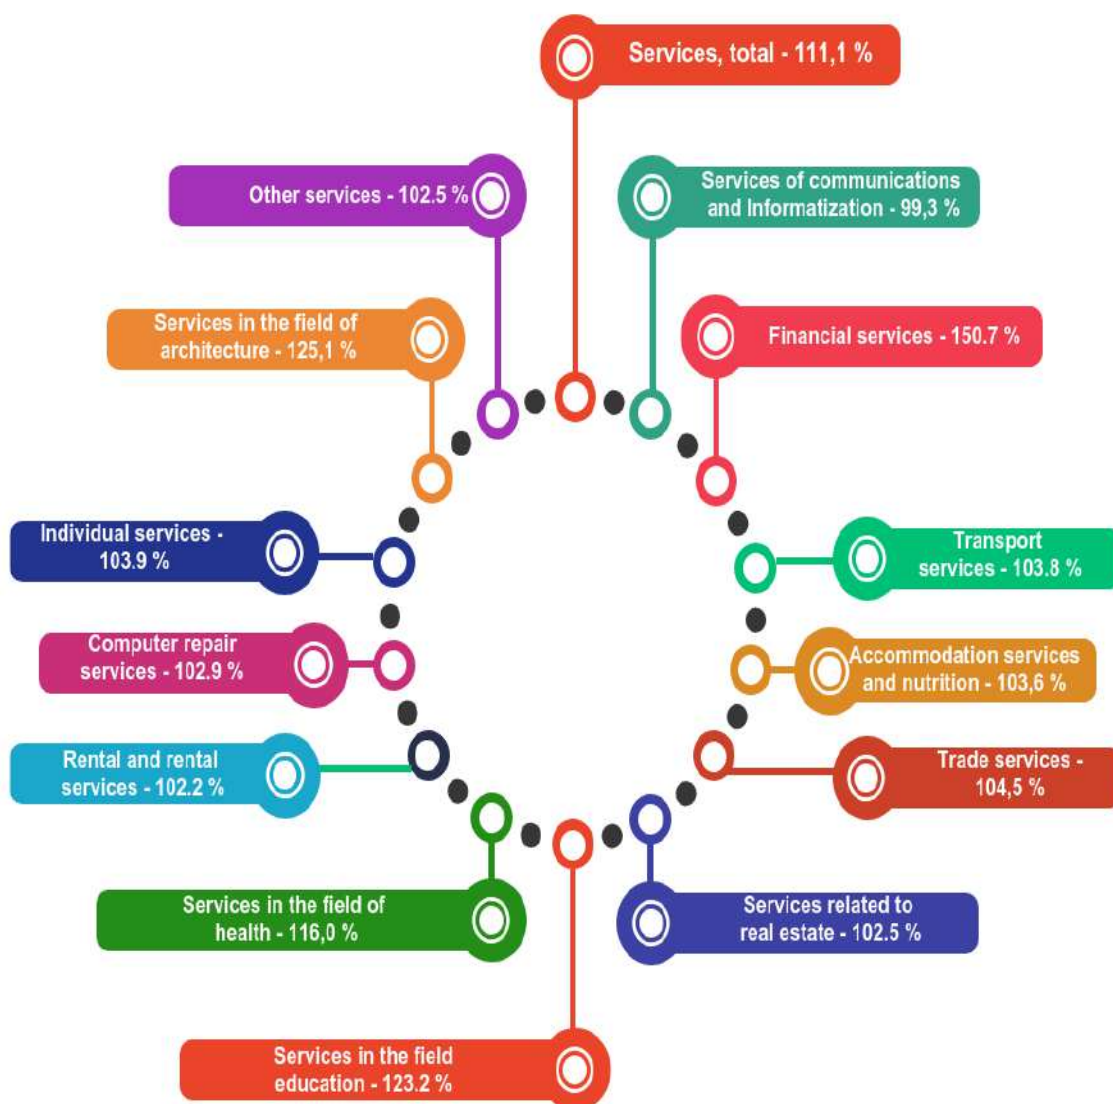 Services, total - 111,1 %
Other services - 102.5 %
Services of communications
and Informatization - 99,3 %
Services in the field of
architecture - 125,1 %
Financial services - 150.7 %
Individual services -
103.9 %
Transport
services - 103.8 %
Computer repair
services - 102.9 %
Accommodation services
and nutrition - 103,6 %
Rental and rental
services - 102.2 %
Trade services -
104,5 %
Services in the field of
health - 116,0 %
Services related to
real estate - 102.5 %
Services in the field
education - 123.2 %